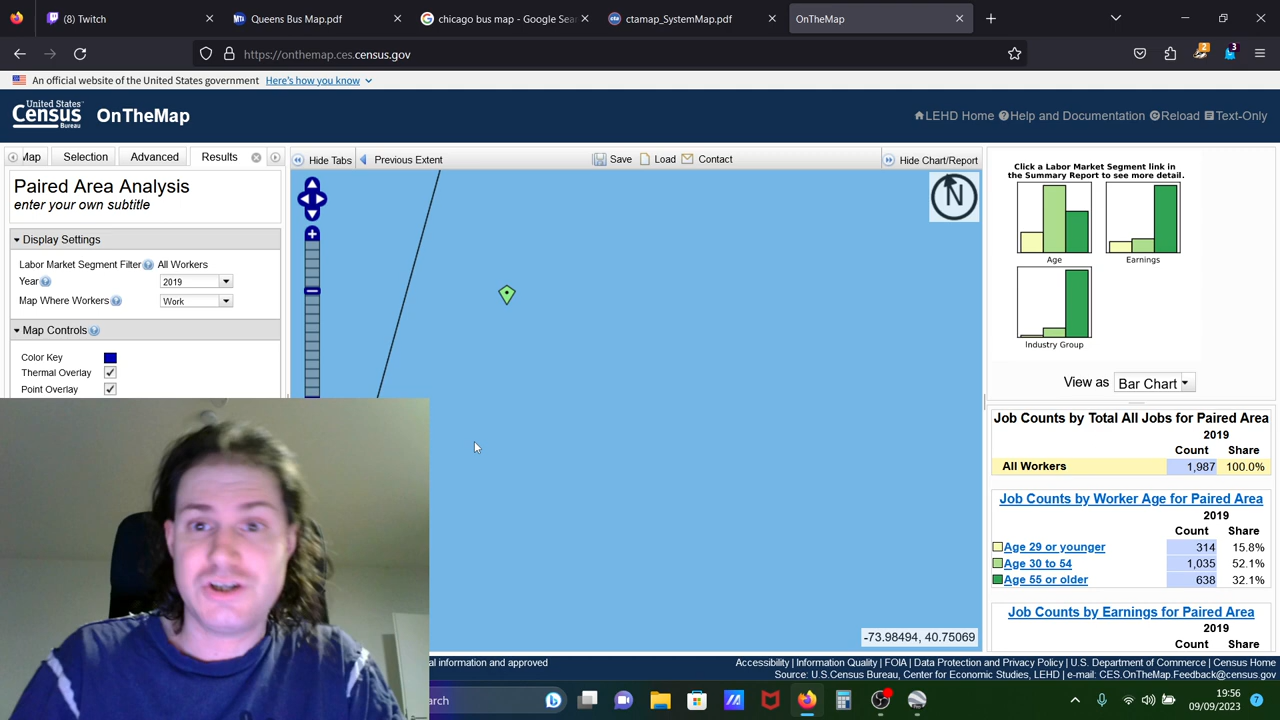 Twitch
Queens Bus Map.pdf
chicago bus map - Google Sea
ctamap_SystemMap.pdf
OnTheMap
https://onthemap.ces.census.gov
2
3
An official website of the United States government Here's how you know
United States
Census
Bureau
OnTheMap
LEHD Home Help and Documentation Reload Text-Only
Map
Selection
Advanced
Results
Hide Tabs
Previous Extent
Save
Load
Contact
Hide Chart/Report
Paired Area Analysis
enter your own subtitle
Display Settings
Labor Market Segment Filter All Workers
Year 2019
Map Where Workers Work
Map Controls
Color Key
Thermal Overlay
Point Overlay
N
Click a Labor Market Segment link in
the Summary Report to see more detail.
Age
Earnings
Industry Group
View as Bar Chart
Job Counts by Total All Jobs for Paired Area
2019
Count Share
All Workers 1,987 100.0%
Job Counts by Worker Age for Paired Area
2019
Count Share
Age 29 or younger 314 15.8%
Age 30 to 54 1,035 52.1%
Age 55 or older 638 32.1%
Job Counts by Earnings for Paired Area
2019
Count Share
-73.98494, 40.75069
al information and approved
Accessibility | Information Quality | FOIA | Data Protection and Privacy Policy | U.S. Department of Commerce | Census Home
Source: U.S.Census Bureau, Center for Economic Studies, LEHD | e-mail: CES.OnTheMap.Feedback@census.gov
earch
19:56
09/09/2023
7